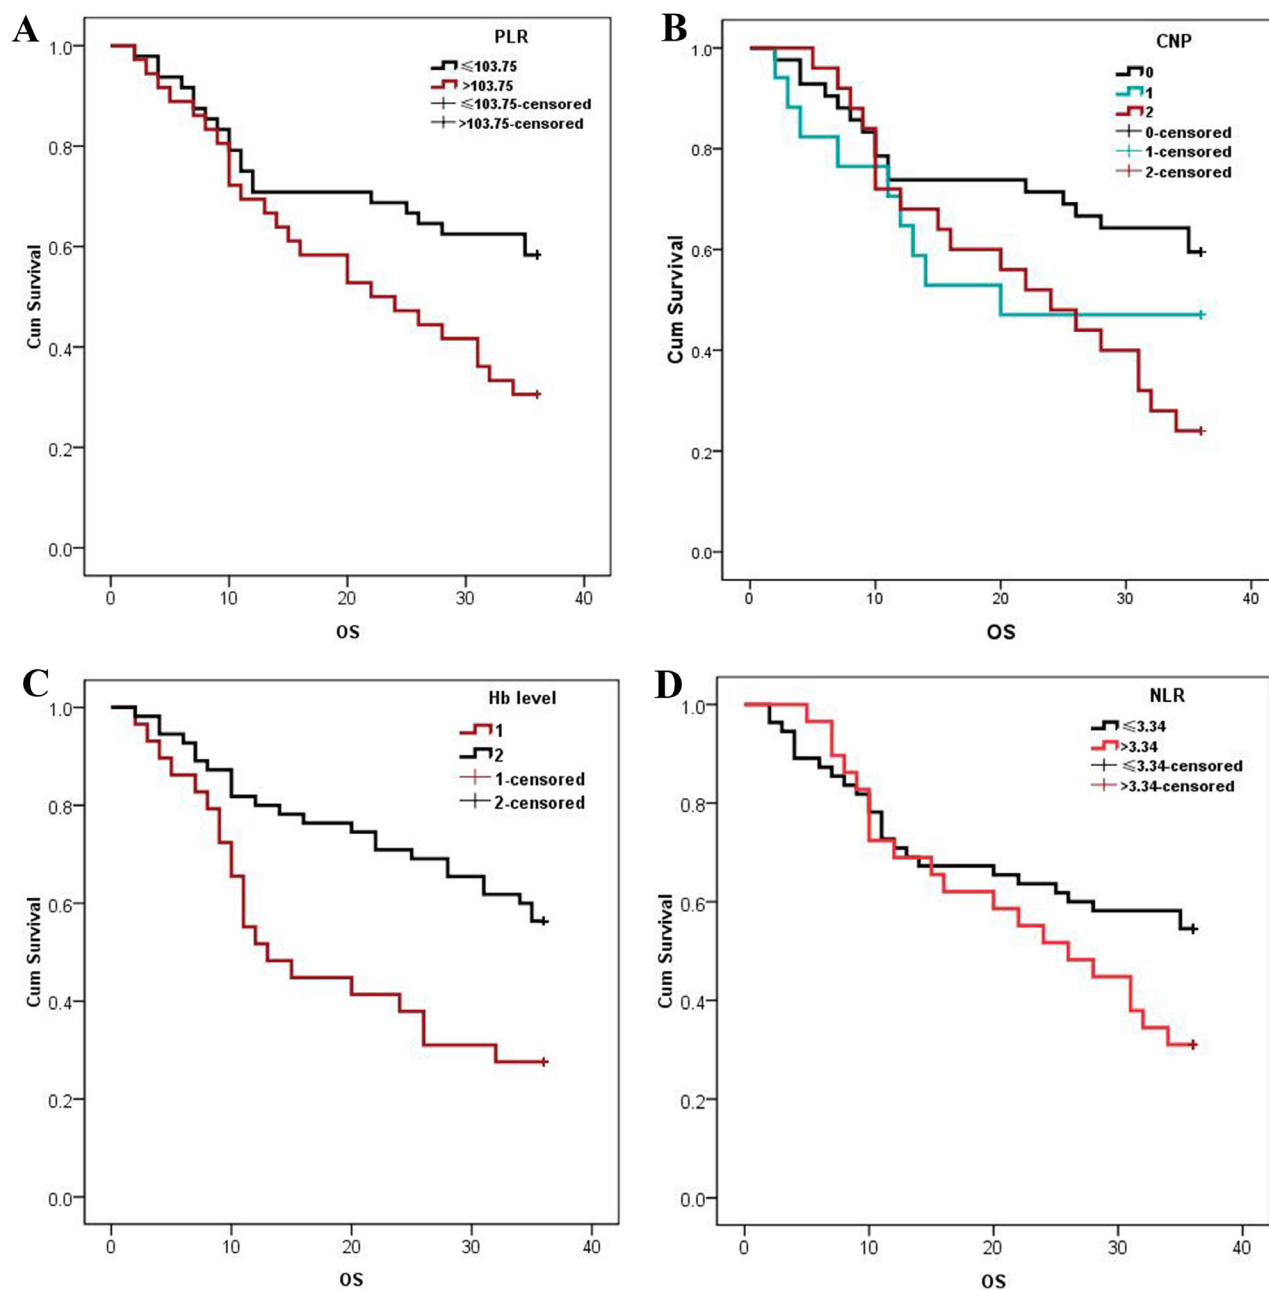 A
PLR
≤103.75
>103.75
≤103.75-censored
>103.75-censored
1.0
0.8
0.6
0.4
0.2
0.0
Cun Survival
0 10 20 30 40
OS
B
CNP
0
1
2
0-censored
1-censored
2-censored
1.0
0.8
0.6
0.4
0.2
0.0
Cum Survival
0 10 20 30 40
OS
C
Hb level
1
2
1-censored
2-censored
1.0
0.8
0.6
0.4
0.2
0.0
Cum Survival
0 10 20 30 40
OS
D
NLR
≤3.34
>3.34
≤3.34-censored
>3.34-censored
1.0
0.8
0.6
0.4
0.2
0.0
Cum Survival
0 10 20 30 40
OS